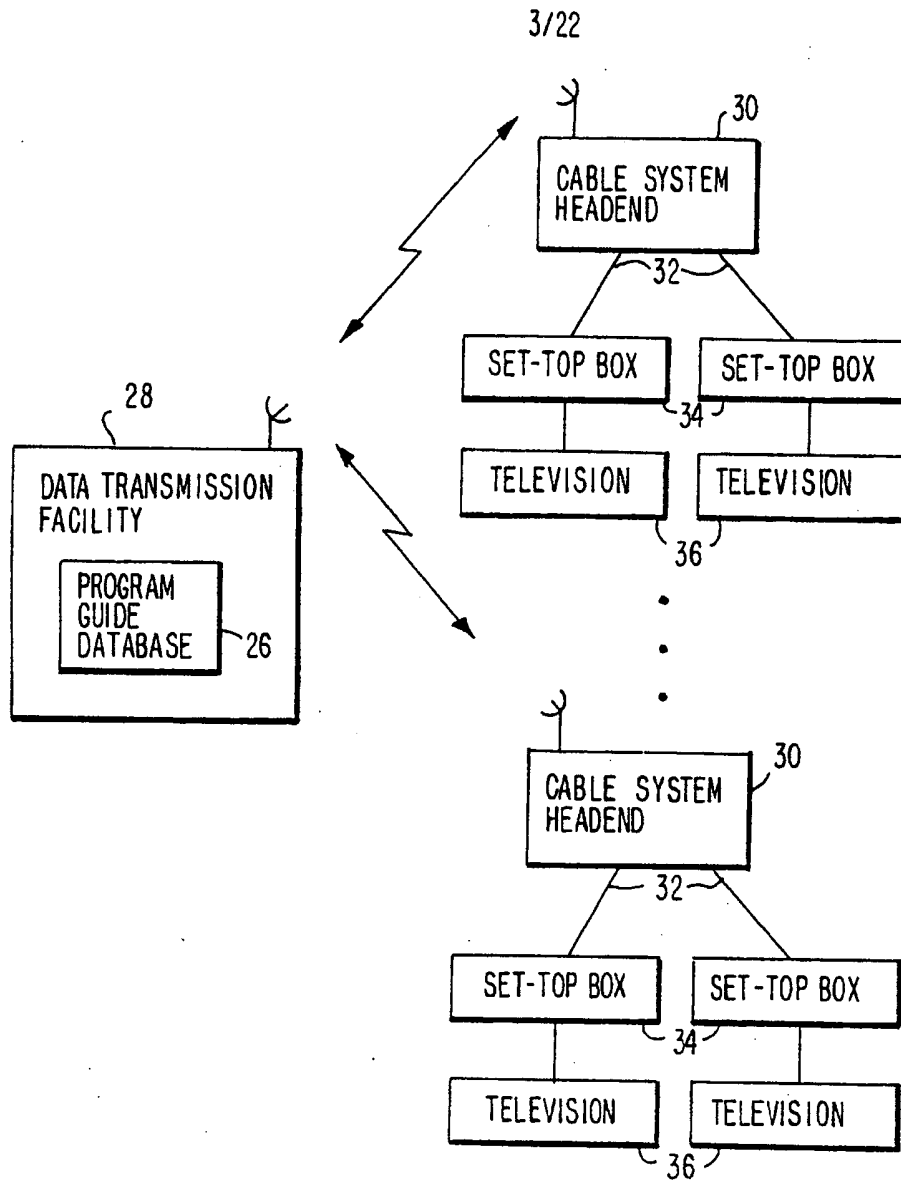 3/22
30
CABLE SYSTEM
HEADEND
32
SET-TOP BOX
SET-TOP BOX
34
TELEVISION
TELEVISION
36
28
DATA TRANSMISSION
FACILITY
PROGRAM
GUIDE
DATABASE
26
30
CABLE SYSTEM
HEADEND
32
SET-TOP BOX
SET-TOP BOX
34
TELEVISION
TELEVISION
36